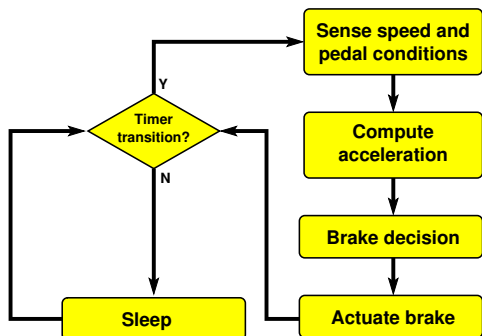 Sense speed and
pedal conditions
Y
Timer
transition?
N
Compute
acceleration
Brake decision
Sleep
Actuate brake